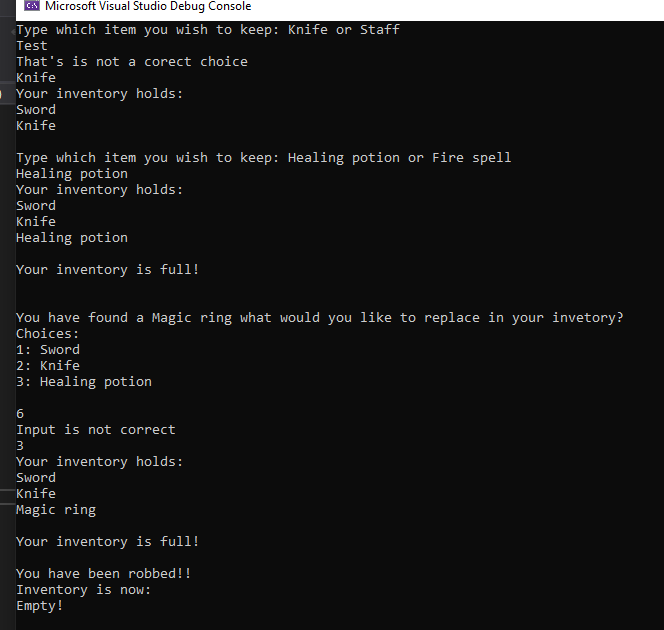 Microsoft Visual Studio Debug Console
Type which item you wish to keep: Knife or Staff
Test
That's is not a corect choice
Knife
Your inventory holds:
Sword
Knife
Type which item you wish to keep: Healing potion or Fire spell
Healing potion
Your inventory holds:
Sword
Knife
Healing potion
Your inventory is full!
You have found a Magic ring what would you like to replace in your invetory?
Choices:
1: Sword
2: Knife
3: Healing potion
6
Input is not correct
3
Your inventory holds:
Sword
Knife
Magic ring
Your inventory is full!
You have been robbed!!
Inventory is now:
Empty!